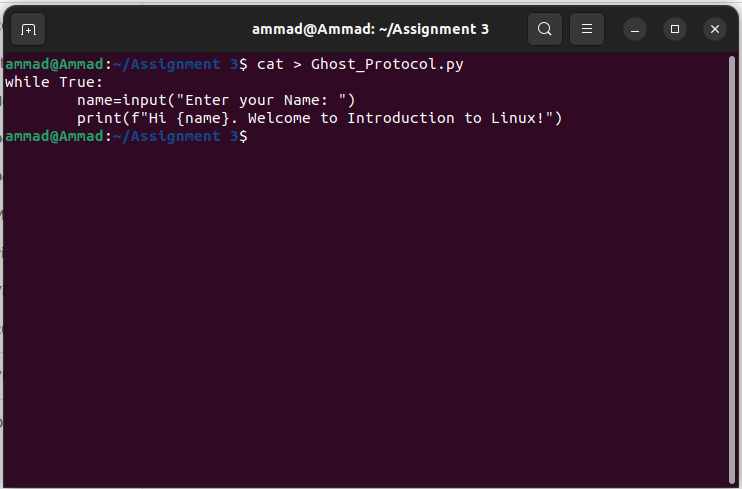 ammad@Ammad: ~/Assignment 3
ammad@Ammad:~/Assignment 3$ cat > Ghost_Protocol.py
while True:
        name=input("Enter your Name: ")
        print(f"Hi {name}. Welcome to Introduction to Linux!")
ammad@Ammad:~/Assignment 3$